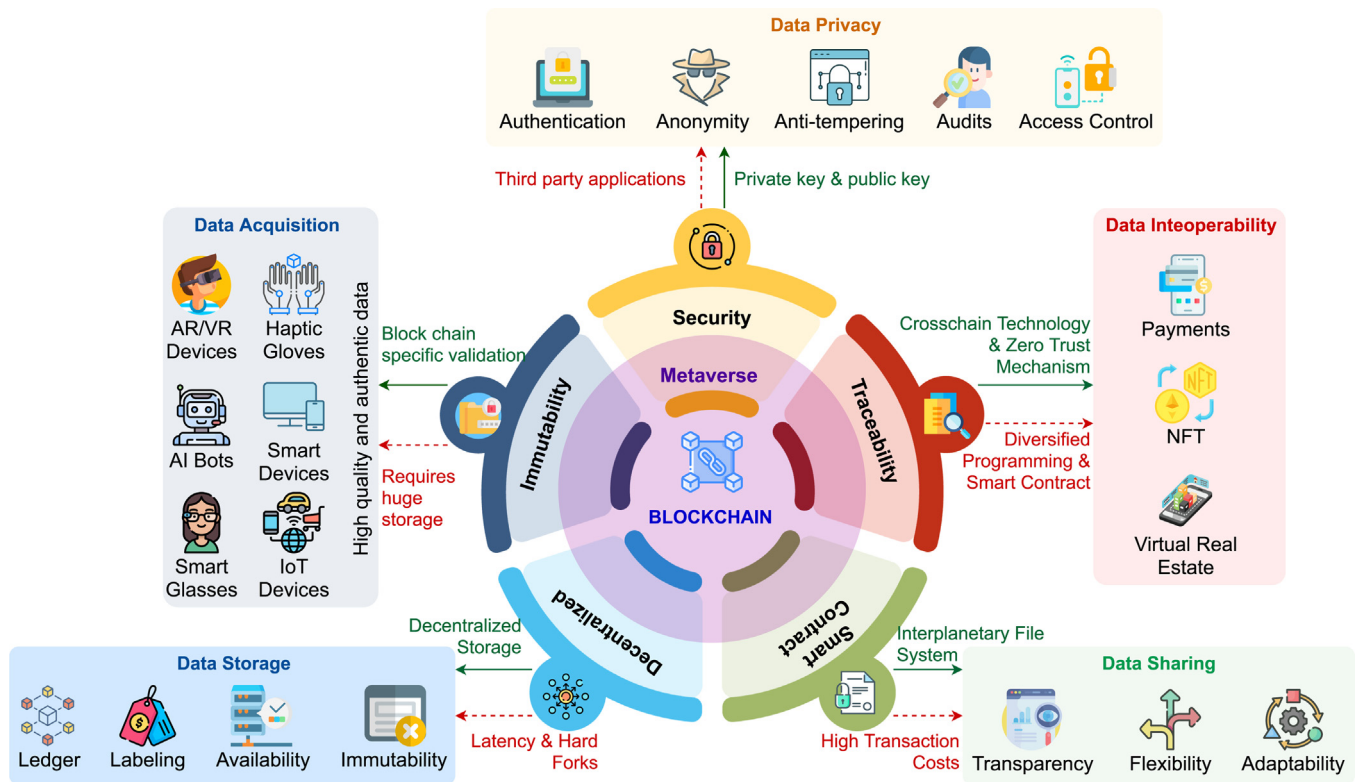 Data Privacy
Authentication
Anonymity
Anti-tempering
Audits
Access Control
Third party applications
Private key & public key
Data Acquisition
AR/VR
Devices
Haptic
Gloves
AI Bots
Smart
Devices
Smart
Glasses
IoT
Devices
High quality and authentic data
Block chain
specific validation
Requires
huge
storage
Security
Metaverse
BLOCKCHAIN
Immutability
Traceability
Decentralized
Smart
Contract
Crosschain Technology
& Zero Trust
Mechanism
Diversified
Programming &
Smart Contract
Data Inteoperability
Payments
NFT
NFT
Virtual Real
Estate
Decentralized
Storage
Latency & Hard
Forks
Data Storage
Ledger
Labeling
Availability
Immutability
Interplanetary File
System
High Transaction
Costs
Data Sharing
Transparency
Flexibility
Adaptability